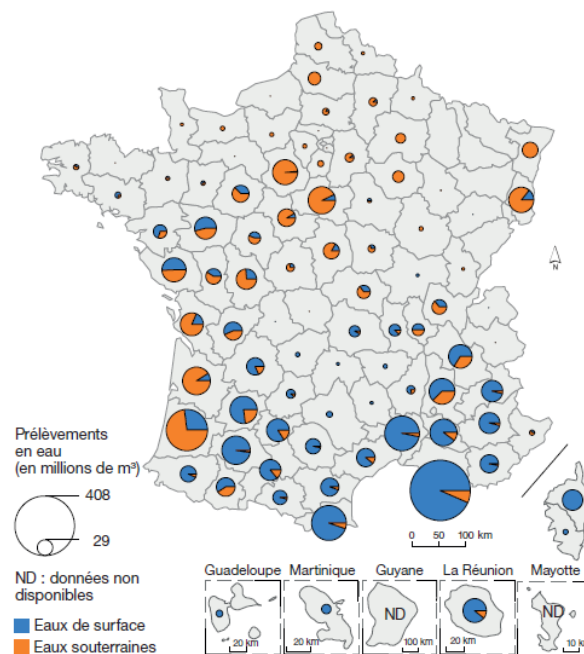 Prélèvements
en eau
(en millions de m³)
408
29
ND : données non
disponibles
Eaux de surface
Eaux souterraines
N
0 50 100 km
Guadeloupe
20 km
Martinique
20 km
Guyane
ND
100 km
La Réunion
20 km
Mayotte
ND
10 km